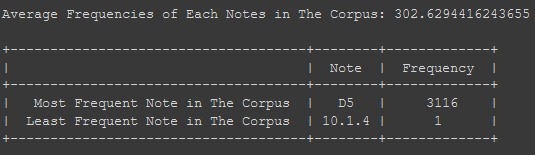 Average Frequencies of Each Notes in The Corpus: 302.6294416243655
Note | Frequency
Most Frequent Note in The Corpus | D5 | 3116
Least Frequent Note in The Corpus | 10.1.4 | 1